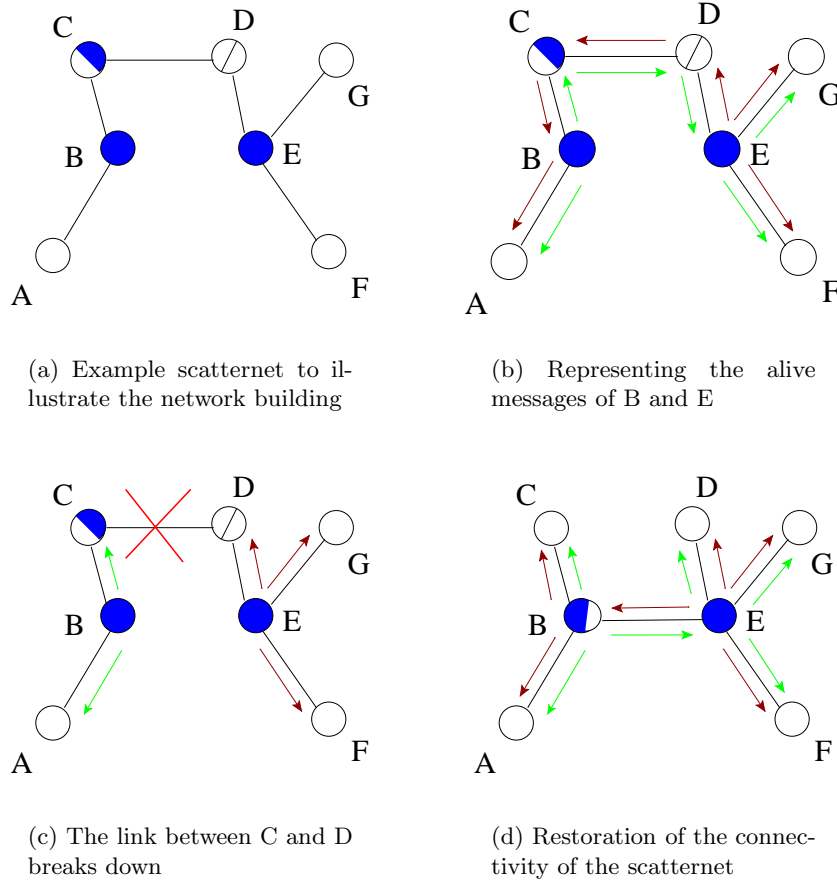 C
D
G
B
E
A
F
(a) Example scatternet to il-
lustrate the network building
C
D
G
B
E
A
F
(b) Representing the alive
messages of B and E
C
D
G
B
E
A
F
(c) The link between C and D
breaks down
C
D
G
B
E
A
F
(d) Restoration of the connec-
tivity of the scatternet